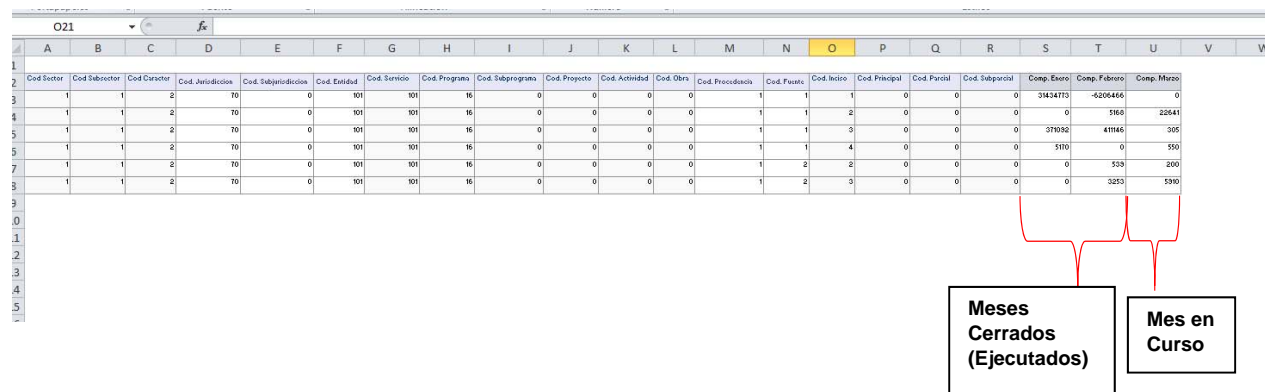 O21 fx
A B C D E F G H I J K L M N O P Q R S T U V
Cod Sector Cod Subsector Cod Caracter Cod. Jurisdiccion Cod. Subjurisdiccion Cod. Entidad Cod. Servicio Cod. Programa Cod. Subprograma Cod. Proyecto Cod. Actividad Cod. Obra Cod. Procedencia Cod. Fuente Cod. Inciso Cod. Principal Cod. Parcial Cod. Subparcial Comp. Enero Comp. Febrero Comp. Marzo
1 1 2 70 0 101 101 16 0 0 0 0 1 1 1 0 0 0 31434773 -6206466 0
1 1 2 70 0 101 101 16 0 0 0 0 1 1 2 0 0 0 0 5168 22641
1 1 2 70 0 101 101 16 0 0 0 0 1 1 3 0 0 0 371092 411146 305
1 1 2 70 0 101 101 16 0 0 0 0 1 1 4 0 0 0 5170 0 550
1 1 2 70 0 101 101 16 0 0 0 0 1 2 2 0 0 0 0 539 200
1 1 2 70 0 101 101 16 0 0 0 0 1 2 3 0 0 0 0 3253 5910
Meses
Cerrados
(Ejecutados)
Mes en
Curso